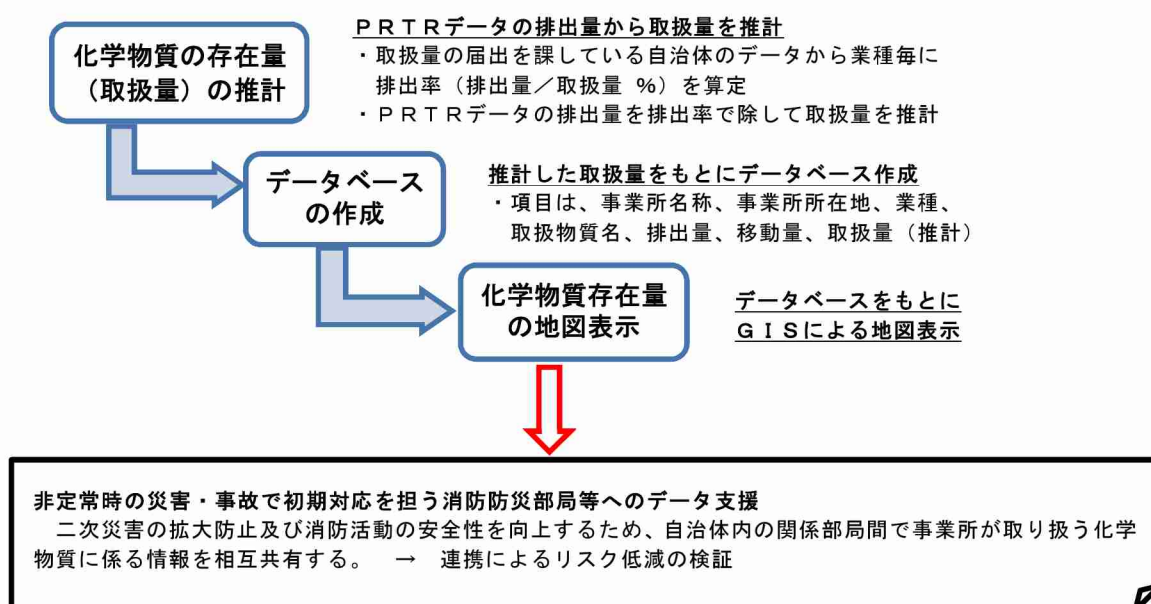 化学物質の存在量
（取扱量）の推計
ＰＲＴＲデータの排出量から取扱量を推計
・取扱量の届出を課している自治体のデータから業種毎に
排出率（排出量／取扱量 %）を算定
・ＰＲＴＲデータの排出量を排出率で除して取扱量を推計
データベース
の作成
推計した取扱量をもとにデータベース作成
・項目は、事業所名称、事業所所在地、業種、
取扱物質名、排出量、移動量、取扱量（推計）
化学物質存在量
の地図表示
データベースをもとに
ＧＩＳによる地図表示
非定常時の災害・事故で初期対応を担う消防防災部局等へのデータ支援
二次災害の拡大防止及び消防活動の安全性を向上するため、自治体内の関係部局間で事業所が取り扱う化学
物質に係る情報を相互共有する。　→　連携によるリスク低減の検証